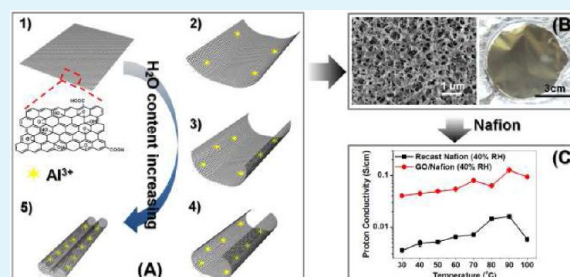 1)
2)
HOOC
COOH
Al3+
H2O content increasing
3)
4)
5)
(A)
(B)
1 um
3cm
Nafion
(C)
Recast Nafion (40% RH)
GO/Nafion (40% RH)
Proton Conductivity (S/cm)
0.1
0.01
30 40 50 60 70 80 90 100
Temperature (°C)